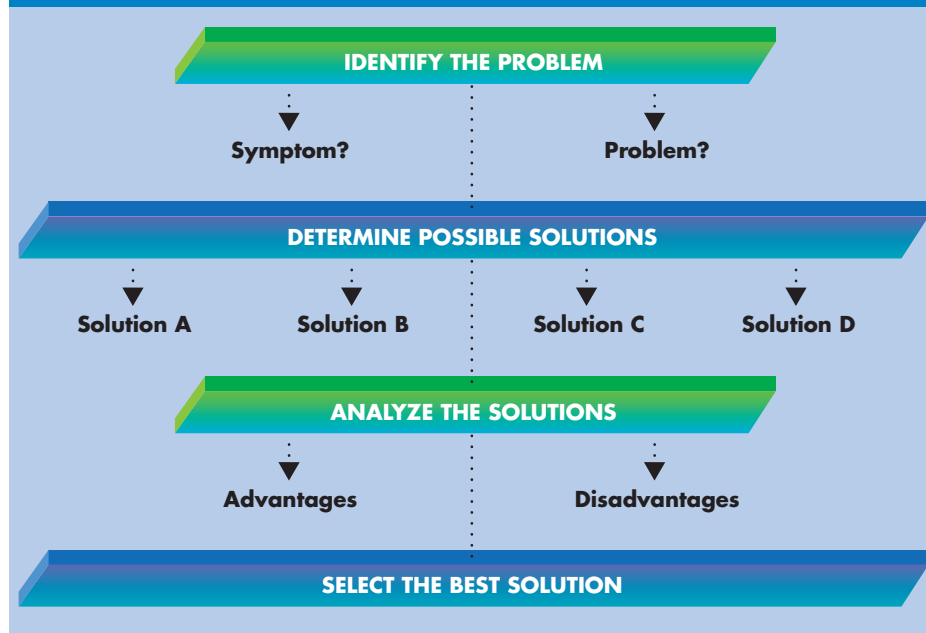 IDENTIFY THE PROBLEM
Symptom?
Problem?
DETERMINE POSSIBLE SOLUTIONS
Solution A
Solution B
Solution C
Solution D
ANALYZE THE SOLUTIONS
Advantages
Disadvantages
SELECT THE BEST SOLUTION